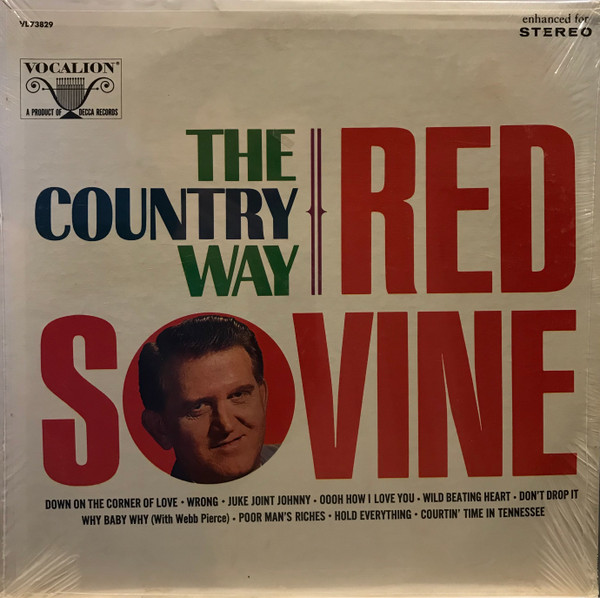 VL73829
enhanced for
STEREO
VOCALION®
A PRODUCT OF DECCA RECORDS
THE
COUNTRY
WAY
RED
SOVINE
DOWN ON THE CORNER OF LOVE • WRONG • JUKE JOINT JOHNNY • OOOH HOW I LOVE YOU • WILD BEATING HEART • DON'T DROP IT
WHY BABY WHY (With Webb Pierce) • POOR MAN'S RICHES • HOLD EVERYTHING • COURTIN' TIME IN TENNESSEE